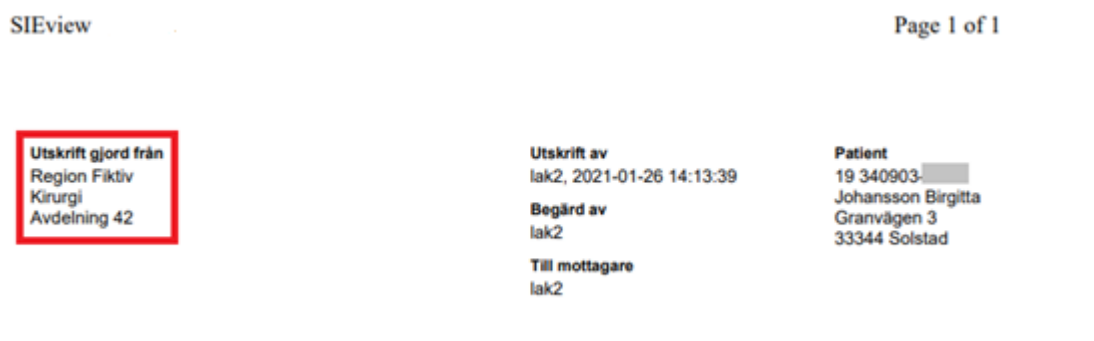 SIEview
Page 1 of 1
Utskrift gjord från
Region Fiktiv
Kirurgi
Avdelning 42
Utskrift av
lak2, 2021-01-26 14:13:39
Begärd av
lak2
Till mottagare
lak2
Patient
19 340903-
Johansson Birgitta
Granvägen 3
33344 Solstad